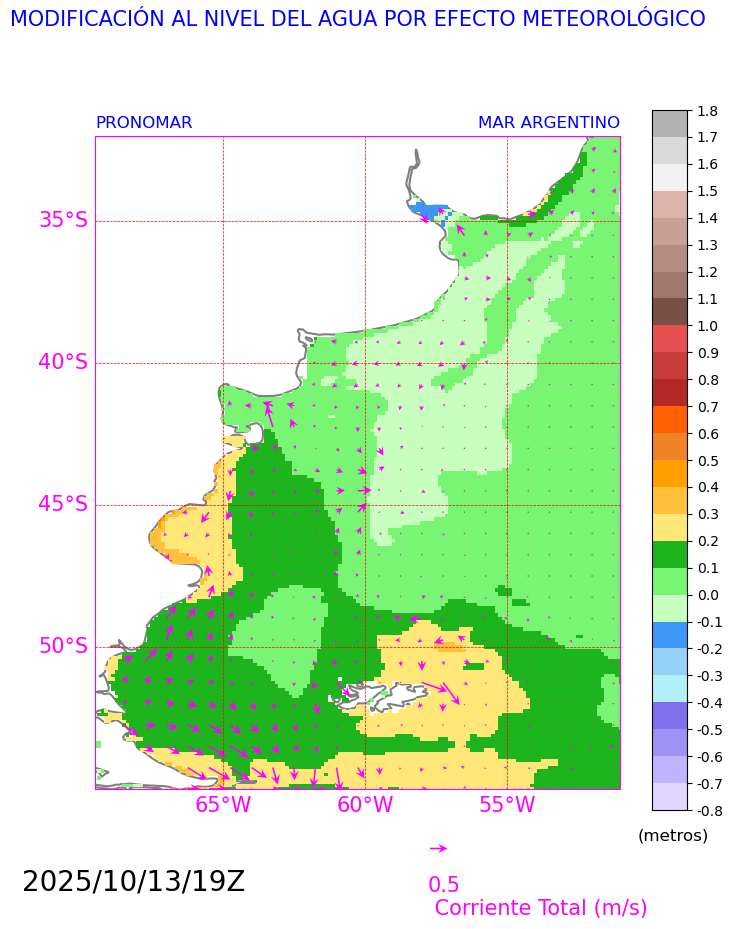 MODIFICACIÓN AL NIVEL DEL AGUA POR EFECTO METEOROLÓGICO
PRONOMAR MAR ARGENTINO
1.8
1.7
1.6
1.5
1.4
1.3
1.2
1.1
1.0
0.9
0.8
0.7
0.6
0.5
0.4
0.3
0.2
0.1
0.0
-0.1
-0.2
-0.3
-0.4
-0.5
-0.6
-0.7
-0.8
(metros)
35°S
40°S
45°S
50°S
65°W 60°W 55°W
2025/10/13/19Z
0.5
Corriente Total (m/s)